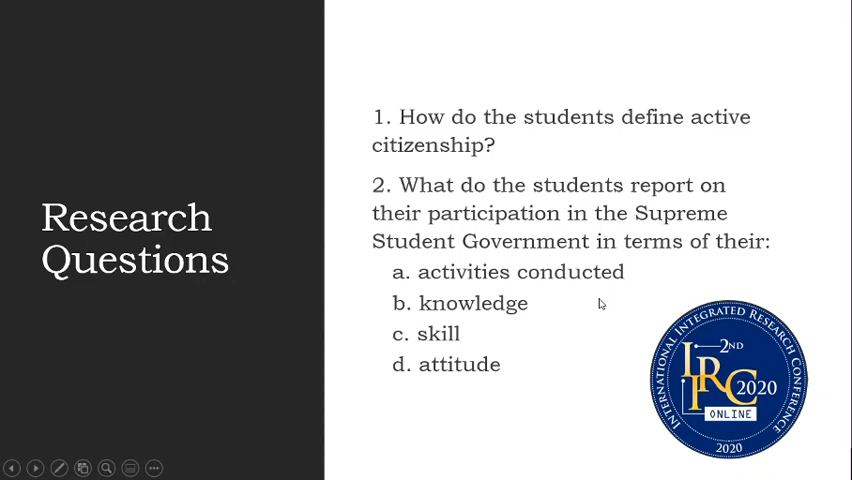 Research
Questions
1. How do the students define active
citizenship?
2. What do the students report on
their participation in the Supreme
Student Government in terms of their:
a. activities conducted
b. knowledge
c. skill
d. attitude
INTERNATIONAL INTEGRATED RESEARCH CONFERENCE
2ND
IIRC
2020
ONLINE
2020